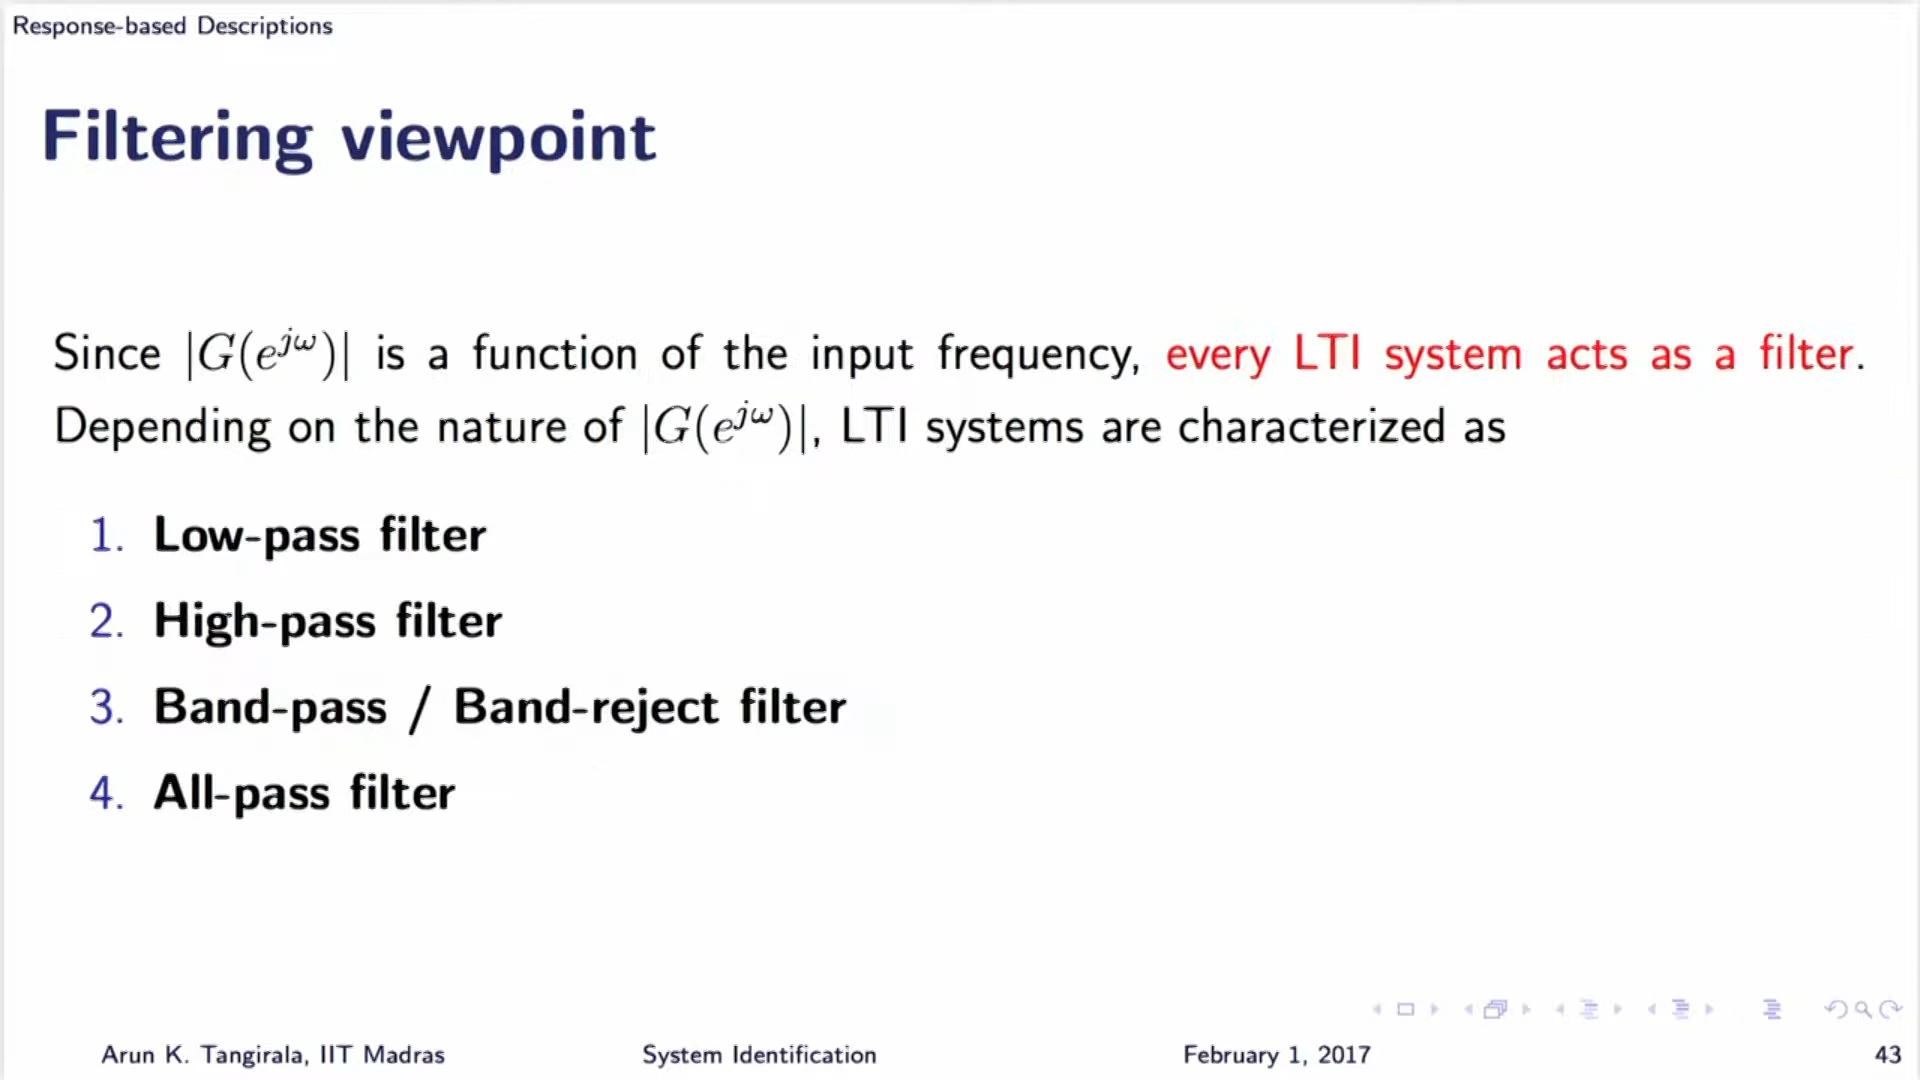 Response-based Descriptions
Filtering viewpoint
Since |G(e^{jω})| is a function of the input frequency, every LTI system acts as a filter.
Depending on the nature of |G(e^{jω})|, LTI systems are characterized as
1. Low-pass filter
2. High-pass filter
3. Band-pass / Band-reject filter
4. All-pass filter
Arun K. Tangirala, IIT Madras System Identification February 1, 2017 43